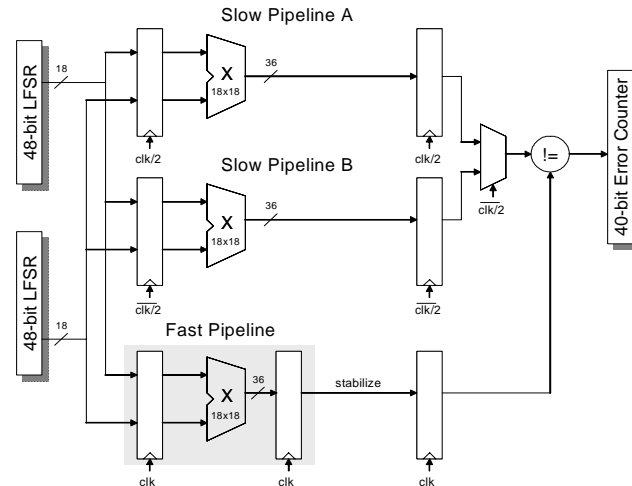 Slow Pipeline A
48-bit LFSR
18
X
18x18
36
clk/2
clk/2
Slow Pipeline B
X
18x18
36
clk/2
clk/2
clk/2
!=
40-bit Error Counter
48-bit LFSR
18
Fast Pipeline
X
18x18
36
stabilize
clk
clk
clk